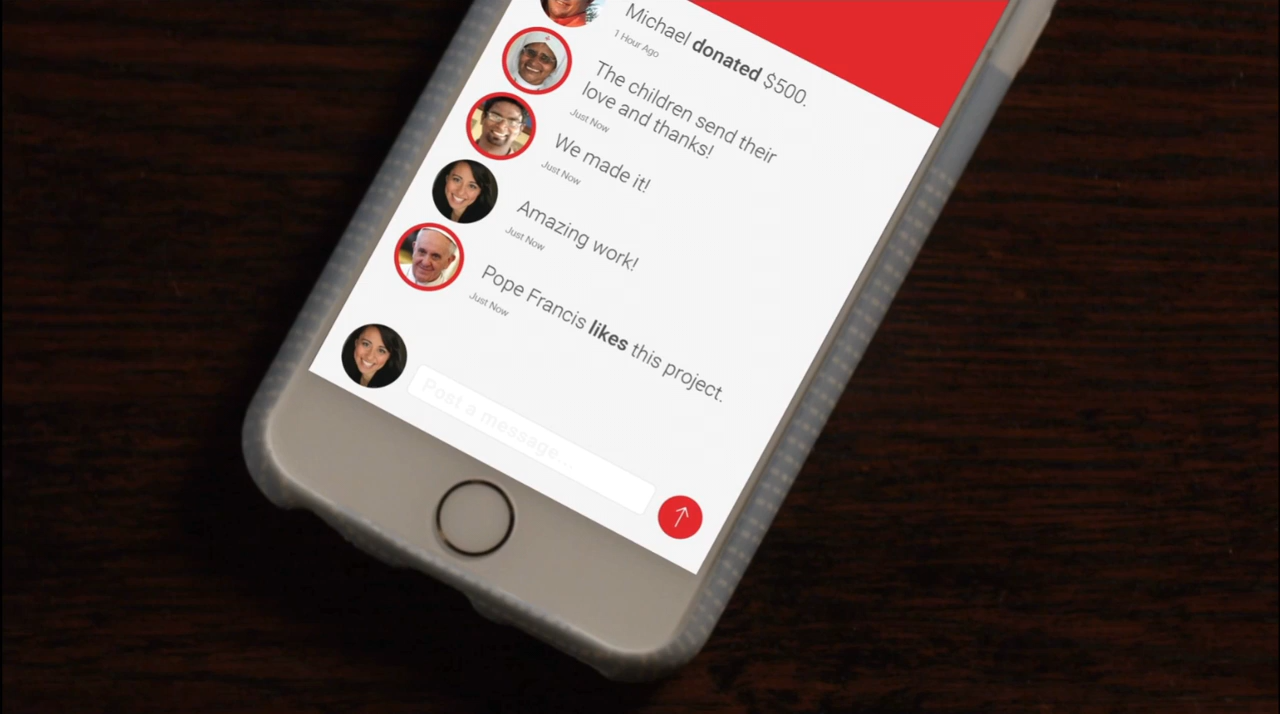 Michael donated $500.
1 Hour Ago
The children send their
love and thanks!
Just Now
We made it!
Just Now
Amazing work!
Just Now
Pope Francis likes this project.
Just Now
Post a message...